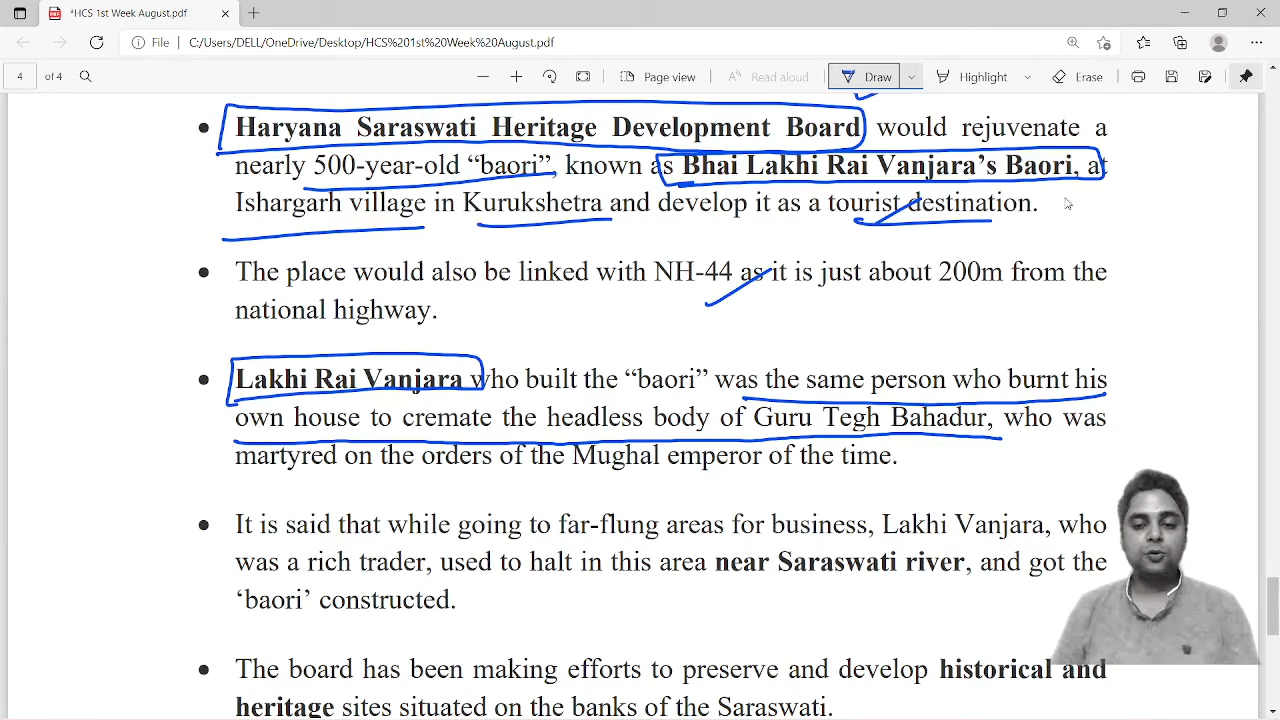 *HCS 1st Week August.pdf
File C:/Users/DELL/OneDrive/Desktop/HCS%201st%20Week%20August.pdf
4 of 4 Page view Read aloud Draw Highlight Erase
• Haryana Saraswati Heritage Development Board would rejuvenate a
nearly 500-year-old “baori”, known as Bhai Lakhi Rai Vanjara’s Baori, at
Ishargarh village in Kurukshetra and develop it as a tourist destination.
• The place would also be linked with NH-44 as it is just about 200m from the
national highway.
• Lakhi Rai Vanjara who built the “baori” was the same person who burnt his
own house to cremate the headless body of Guru Tegh Bahadur, who was
martyred on the orders of the Mughal emperor of the time.
• It is said that while going to far-flung areas for business, Lakhi Vanjara, who
was a rich trader, used to halt in this area near Saraswati river, and got the
‘baori’ constructed.
• The board has been making efforts to preserve and develop historical and
heritage sites situated on the banks of the Saraswati.